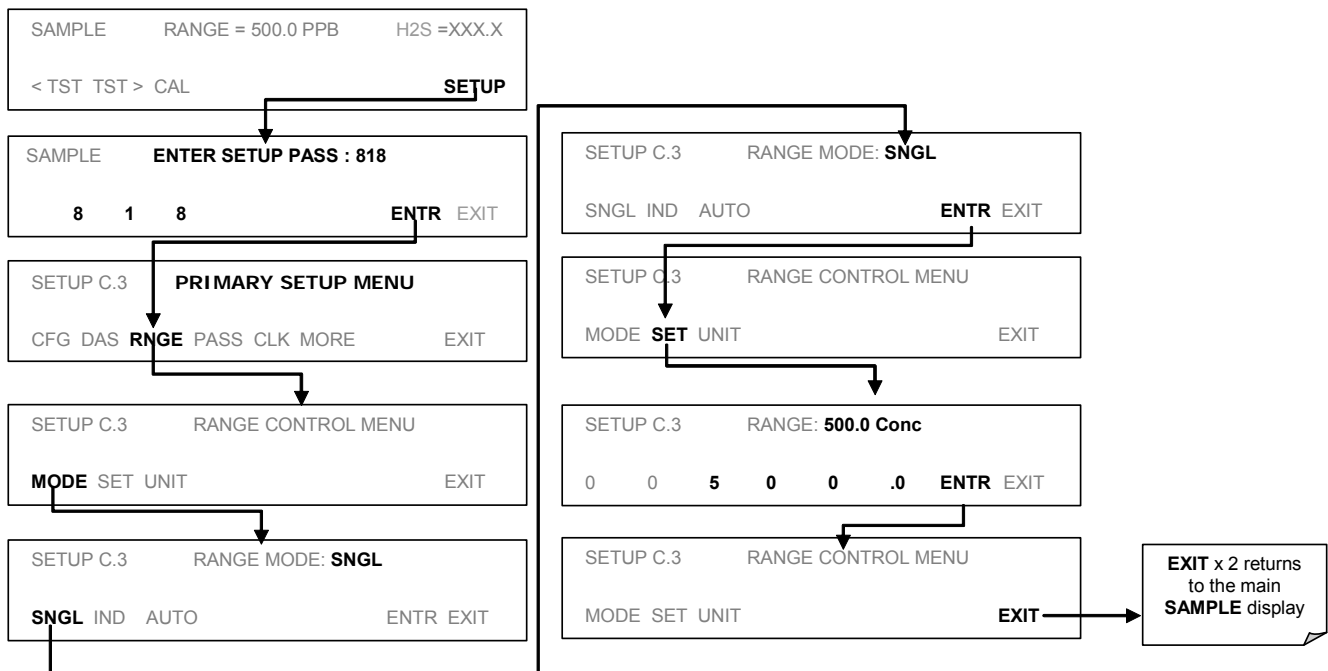 SAMPLE RANGE = 500.0 PPB H2S =XXX.X
< TST TST > CAL SETUP
SAMPLE ENTER SETUP PASS : 818
8 1 8 ENTR EXIT
SETUP C.3 PRIMARY SETUP MENU
CFG DAS RNGE PASS CLK MORE EXIT
SETUP C.3 RANGE CONTROL MENU
MODE SET UNIT EXIT
SETUP C.3 RANGE MODE: SNGL
SNGL IND AUTO ENTR EXIT
SETUP C.3 RANGE MODE: SNGL
SNGL IND AUTO ENTR EXIT
SETUP C.3 RANGE CONTROL MENU
MODE SET UNIT EXIT
SETUP C.3 RANGE: 500.0 Conc
0 0 5 0 0 .0 ENTR EXIT
SETUP C.3 RANGE CONTROL MENU
MODE SET UNIT EXIT
EXIT x 2 returns
to the main
SAMPLE display